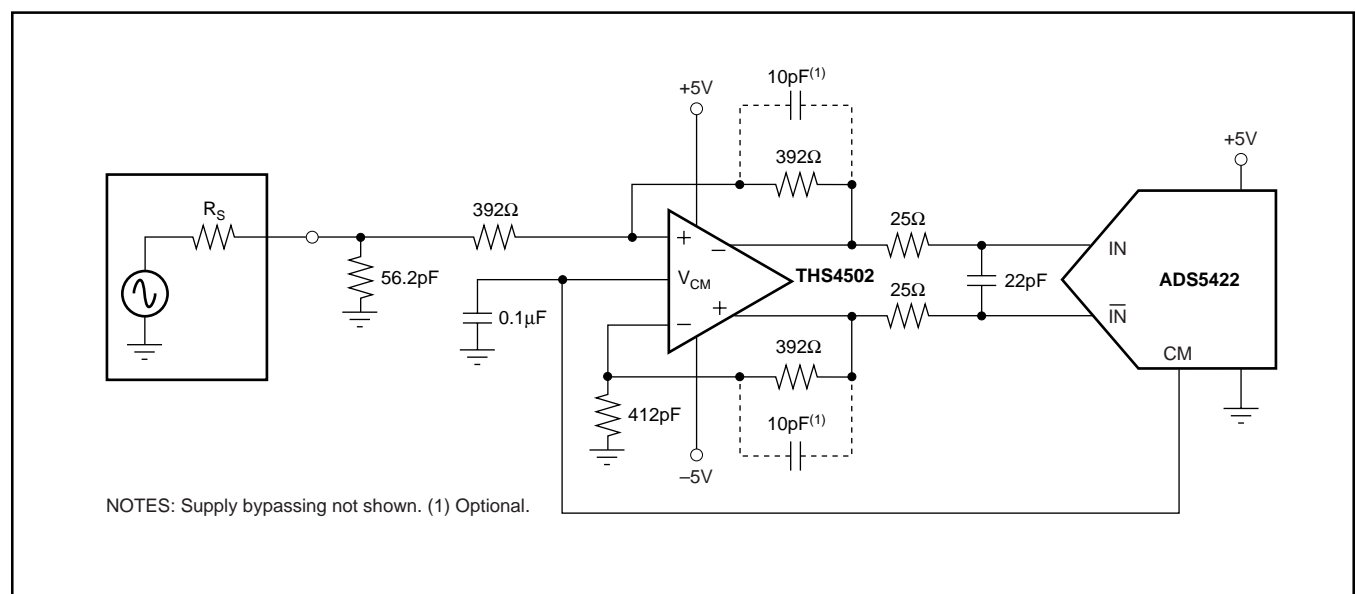 10pF(1)
+5V
392Ω
+5V
RS
392Ω
25Ω
+
–
IN
56.2pF
VCM
THS4502
22pF
ADS5422
25Ω
0.1µF
+
–
IN
392Ω
CM
412pF
10pF(1)
–5V
NOTES: Supply bypassing not shown. (1) Optional.